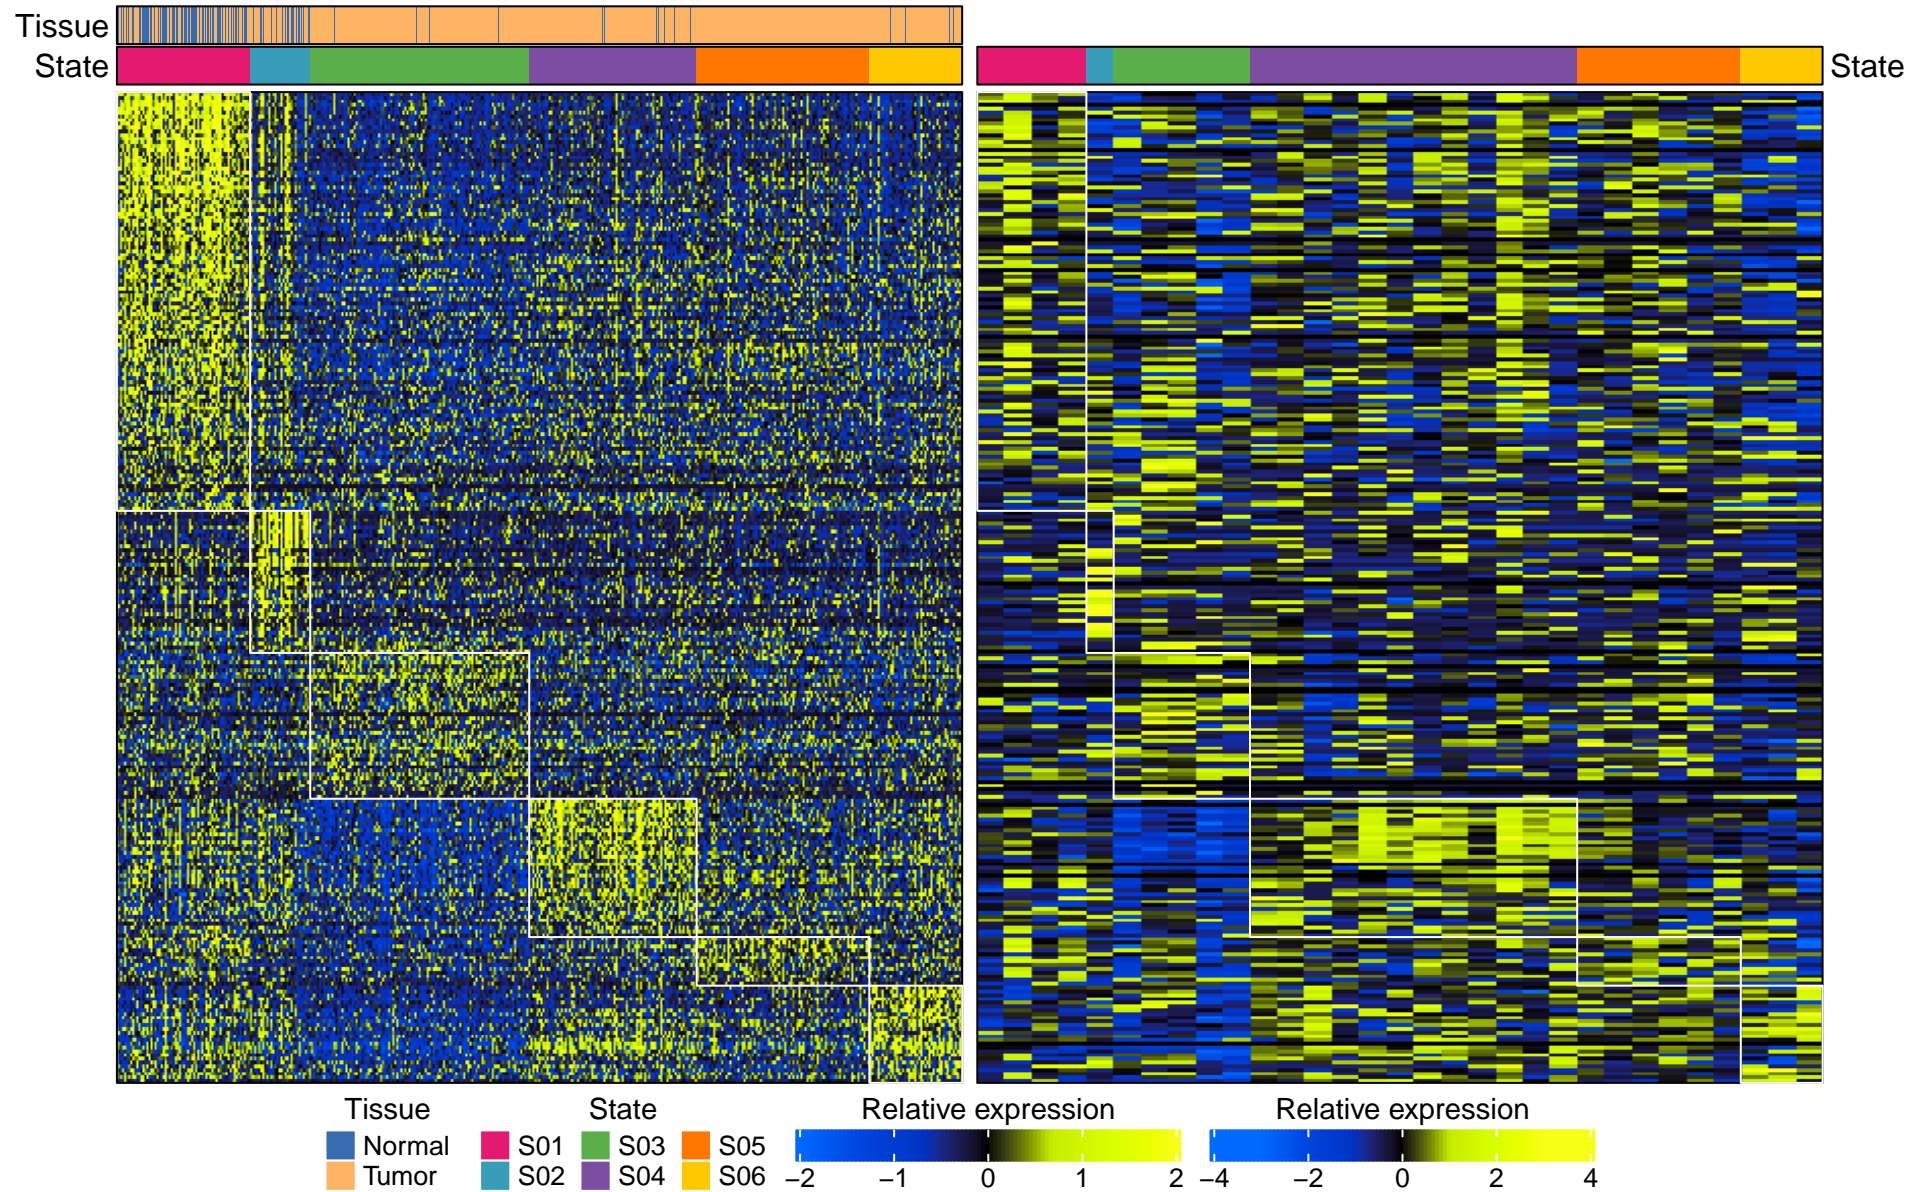 Tissue
State
State
Tissue State Relative expression Relative expression
Normal S01 S03 S05
Tumor S02 S04 S06
−2 −1 0 1 2 −4 −2 0 2 4